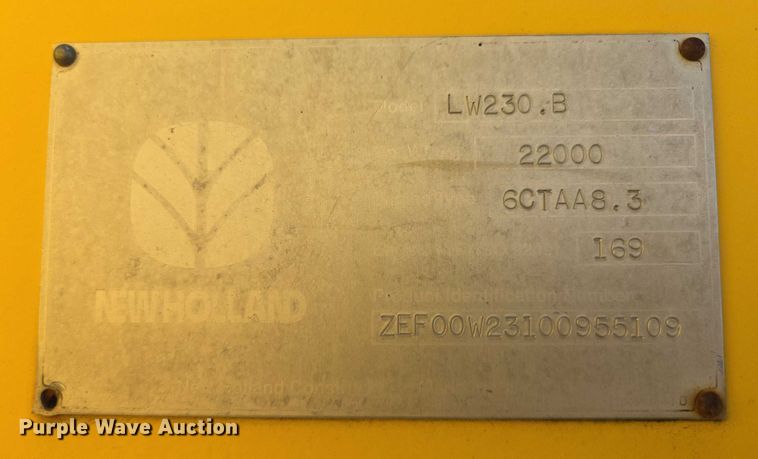 Model LW230.B
22000
6CTAA8.3
169
NEW HOLLAND
Product Identification Number
ZEF00W23100955109
Purple Wave Auction